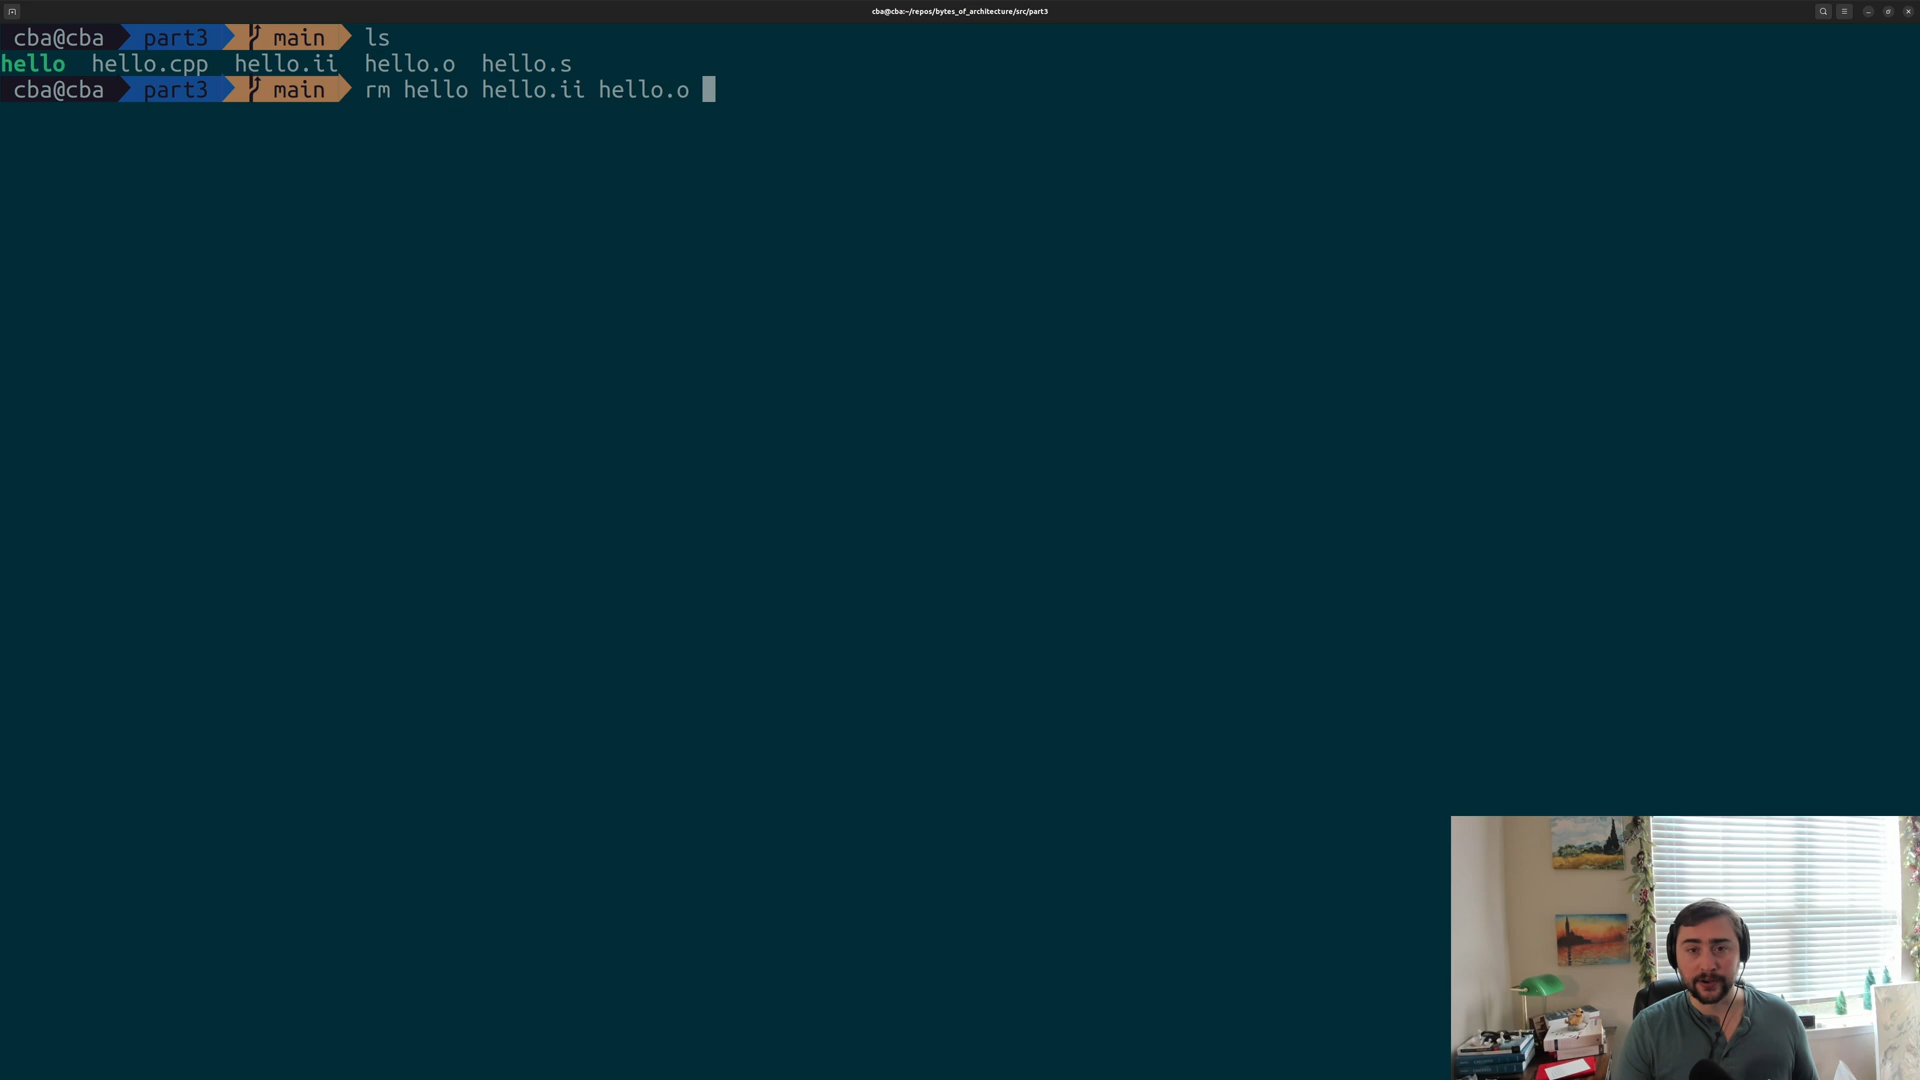 cba@cba:~/repos/bytes_of_architecture/src/part3
cba@cba part3 main ls
hello hello.cpp hello.ii hello.o hello.s
cba@cba part3 main rm hello hello.ii hello.o